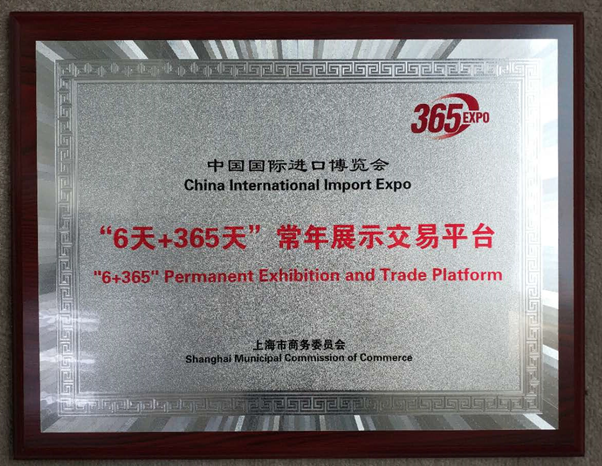 365EXPO
中国国际进口博览会
China International Import Expo
“6天+365天”常年展示交易平台
"6+365" Permanent Exhibition and Trade Platform
上海市商务委员会
Shanghai Municipal Commission of Commerce